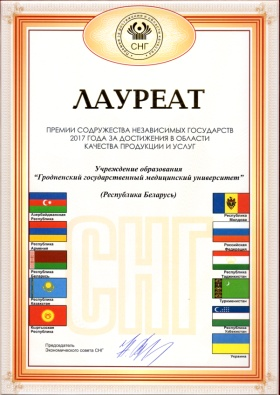 СНГ
ЛАУРЕАТ
ПРЕМИИ СОДРУЖЕСТВА НЕЗАВИСИМЫХ ГОСУДАРСТВ
2017 ГОДА ЗА ДОСТИЖЕНИЯ В ОБЛАСТИ
КАЧЕСТВА ПРОДУКЦИИ И УСЛУГ
Учреждение образования
"Гродненский государственный медицинский университет"
(Республика Беларусь)
Азербайджанская
Республика
Республика
Армения
Республика
Беларусь
Республика
Казахстан
Кыргызская
Республика
Республика
Молдова
Российская
Федерация
Республика
Таджикистан
Туркменистан
Республика
Узбекистан
Украина
СНГ
Председатель
Экономического совета СНГ